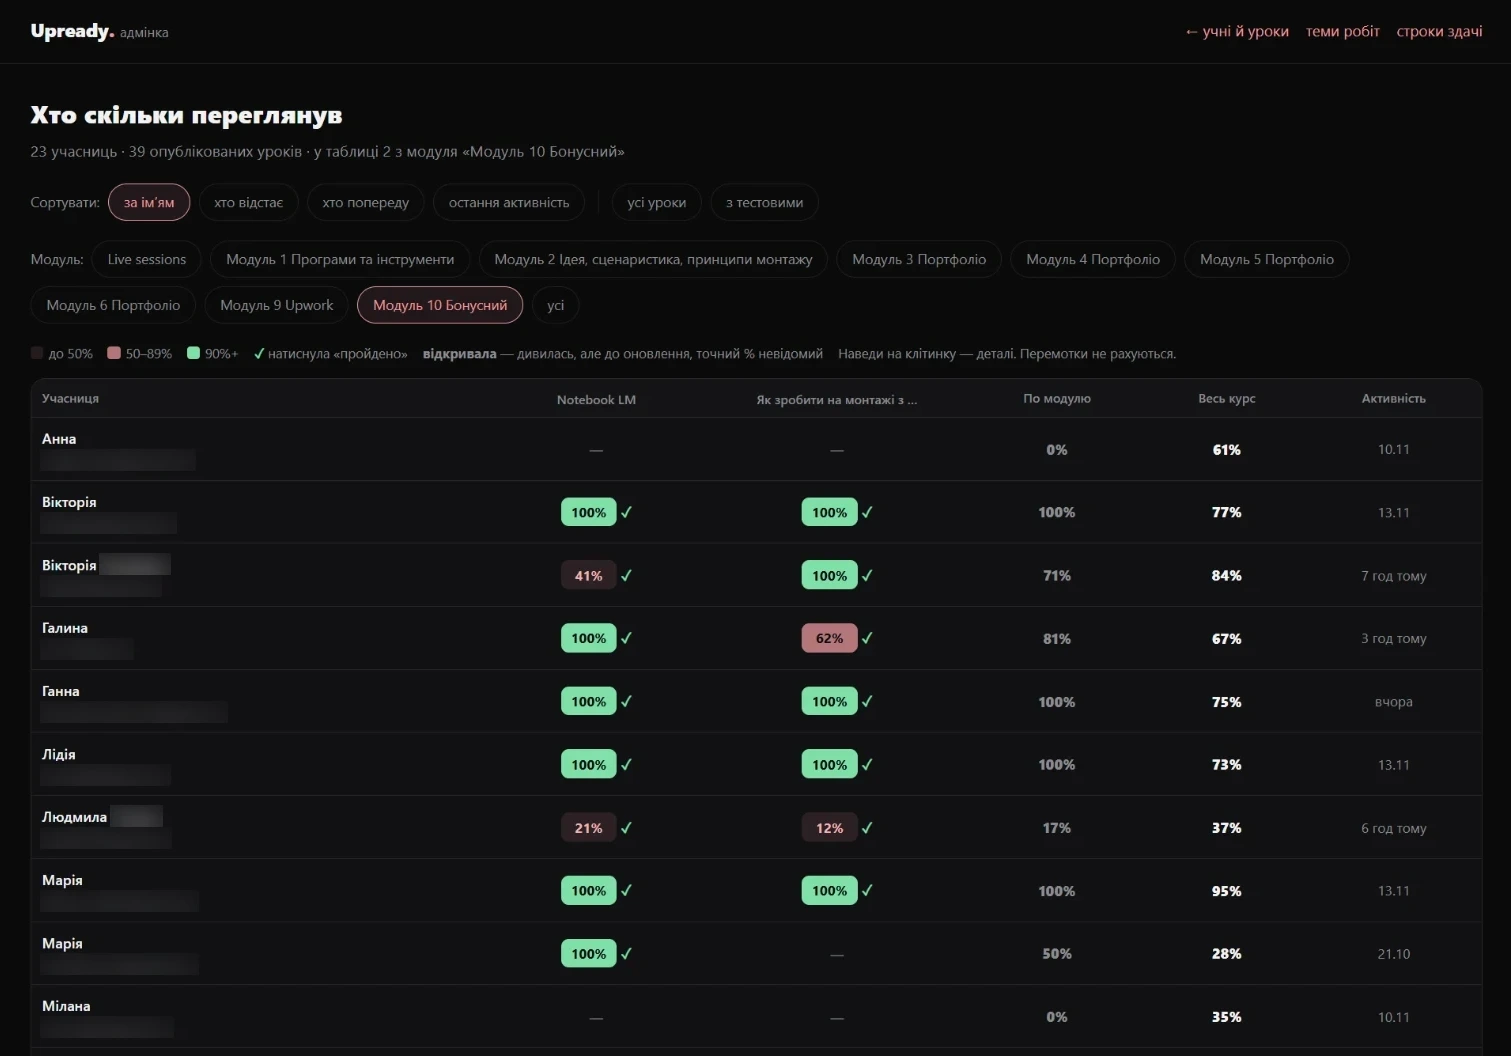 Upready. адмінка
← учні й уроки теми робіт строки здачі
Хто скільки переглянув
23 учасниць · 39 опублікованих уроків · у таблиці 2 з модуля «Модуль 10 Бонусний»
Сортувати: за ім'ям хто відстає хто попереду остання активність усі уроки з тестовими
Модуль: Live sessions Модуль 1 Програми та інструменти Модуль 2 Ідея, сценаристика, принципи монтажу Модуль 3 Портфоліо Модуль 4 Портфоліо Модуль 5 Портфоліо
Модуль 6 Портфоліо Модуль 9 Upwork Модуль 10 Бонусний усі
до 50% 50–89% 90%+ ✓ натиснула «пройдено» відкривала — дивилась, але до оновлення, точний % невідомий Наведи на клітинку — деталі. Перемотки не рахуються.
Учасниця Notebook LM Як зробити на монтажі з ... По модулю Весь курс Активність
Анна — — 0% 61% 10.11
Вікторія 100% ✓ 100% ✓ 100% 77% 13.11
Вікторія 41% ✓ 100% ✓ 71% 84% 7 год тому
Галина 100% ✓ 62% ✓ 81% 67% 3 год тому
Ганна 100% ✓ 100% ✓ 100% 75% вчора
Лідія 100% ✓ 100% ✓ 100% 73% 13.11
Людмила 21% ✓ 12% ✓ 17% 37% 6 год тому
Марія 100% ✓ 100% ✓ 100% 95% 13.11
Марія 100% ✓ — 50% 28% 21.10
Мілана — — 0% 35% 10.11